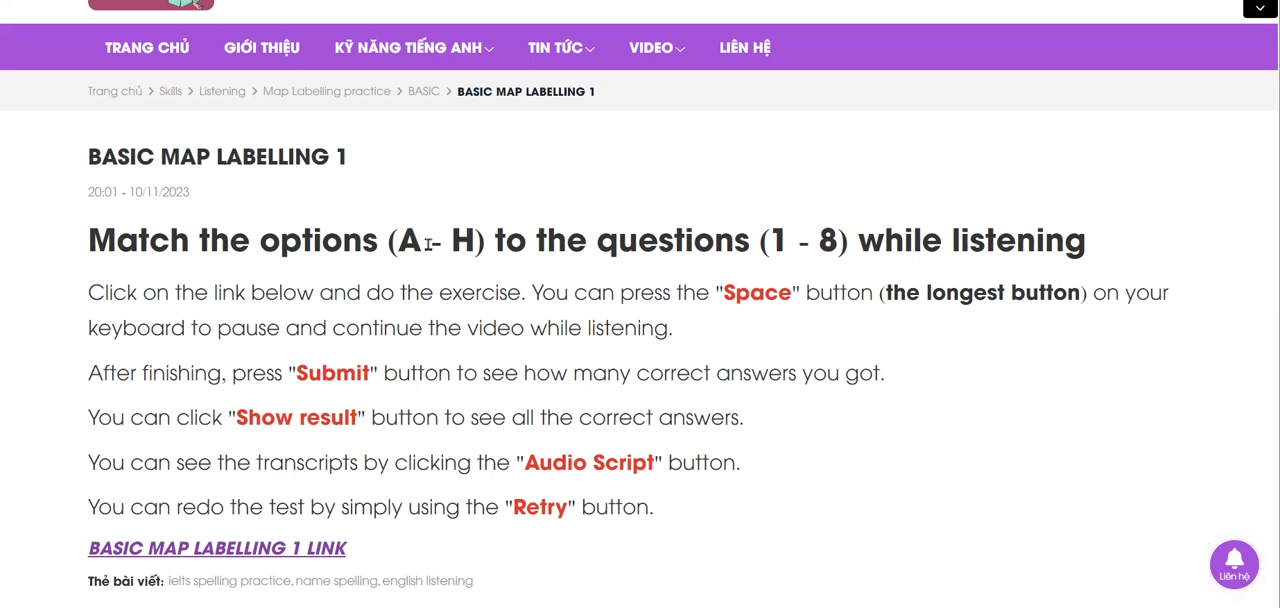 TRANG CHỦ GIỚI THIỆU KỸ NĂNG TIẾNG ANH TIN TỨC VIDEO LIÊN HỆ
Trang chủ > Skills > Listening > Map Labelling practice > BASIC > BASIC MAP LABELLING 1
BASIC MAP LABELLING 1
20:01 - 10/11/2023
Match the options (A - H) to the questions (1 - 8) while listening
Click on the link below and do the exercise. You can press the "Space" button (the longest button) on your
keyboard to pause and continue the video while listening.
After finishing, press "Submit" button to see how many correct answers you got.
You can click "Show result" button to see all the correct answers.
You can see the transcripts by clicking the "Audio Script" button.
You can redo the test by simply using the "Retry" button.
BASIC MAP LABELLING 1 LINK
Thẻ bài viết: ielts spelling practice, name spelling, english listening
Liên hệ